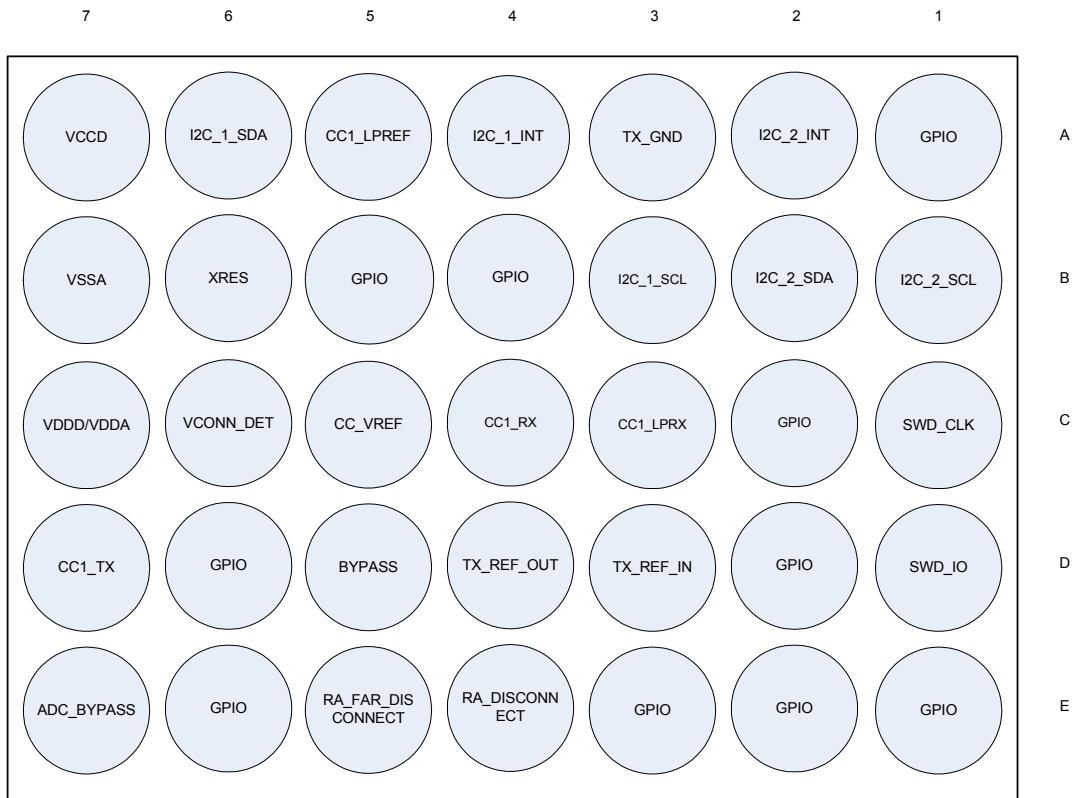 7 6 5 4 3 2 1
VCCD I2C_1_SDA CC1_LPREF I2C_1_INT TX_GND I2C_2_INT GPIO A
VSSA XRES GPIO GPIO I2C_1_SCL I2C_2_SDA I2C_2_SCL B
VDDD/VDDA VCONN_DET CC_VREF CC1_RX CC1_LPRX GPIO SWD_CLK C
CC1_TX GPIO BYPASS TX_REF_OUT TX_REF_IN GPIO SWD_IO D
ADC_BYPASS GPIO RA_FAR_DIS
CONNECT RA_DISCONN
ECT GPIO GPIO GPIO E